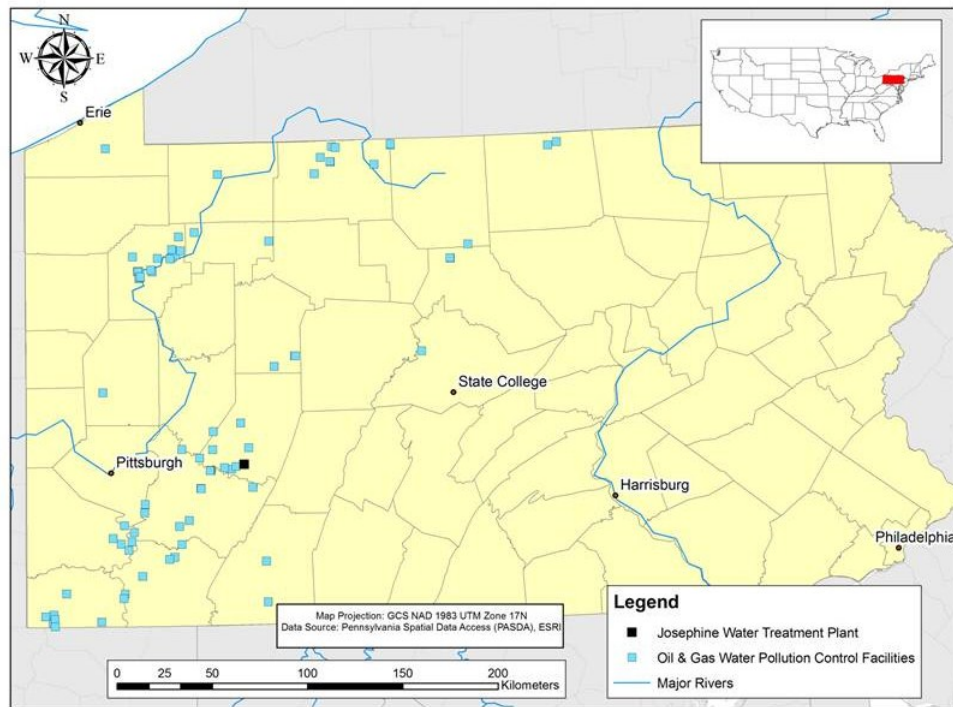 N
W E
S
Erie
State College
Pittsburgh
Harrisburg
Philadelphia
Map Projection: GCS NAD 1983 UTM Zone 17N
Data Source: Pennsylvania Spatial Data Access (PASDA), ESRI
Legend
Josephine Water Treatment Plant
Oil & Gas Water Pollution Control Facilities
Major Rivers
0 25 50 100 150 200
Kilometers